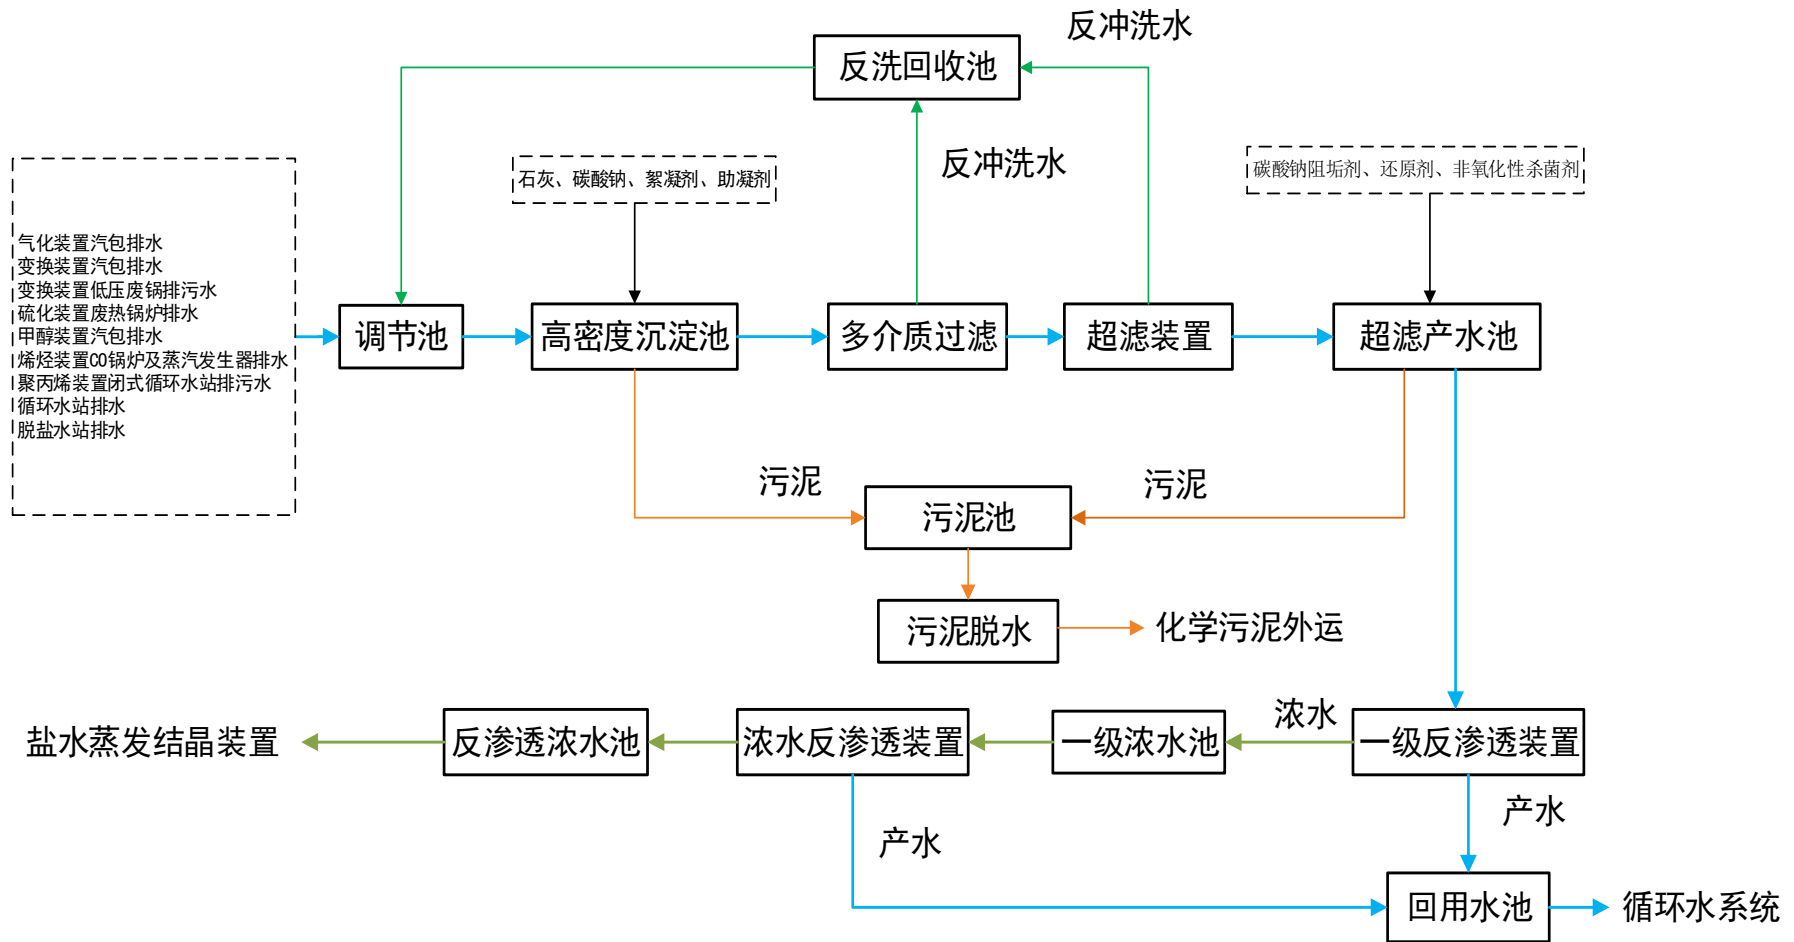 反冲洗水
反洗回收池
反冲洗水
石灰、碳酸钠、絮凝剂、助凝剂
碳酸钠阻垢剂、还原剂、非氧化性杀菌剂
气化装置汽包排水
变换装置汽包排水
变换装置低压废锅排污水
硫化装置废热锅炉排水
甲醇装置汽包排水
烯烃装置CO锅炉及蒸汽发生器排水
聚丙烯装置闭式循环水站排污水
循环水站排水
脱盐水站排水
调节池
高密度沉淀池
多介质过滤
超滤装置
超滤产水池
污泥
污泥
污泥池
污泥脱水
化学污泥外运
浓水
盐水蒸发结晶装置
反渗透浓水池
浓水反渗透装置
一级浓水池
一级反渗透装置
产水
产水
回用水池
循环水系统